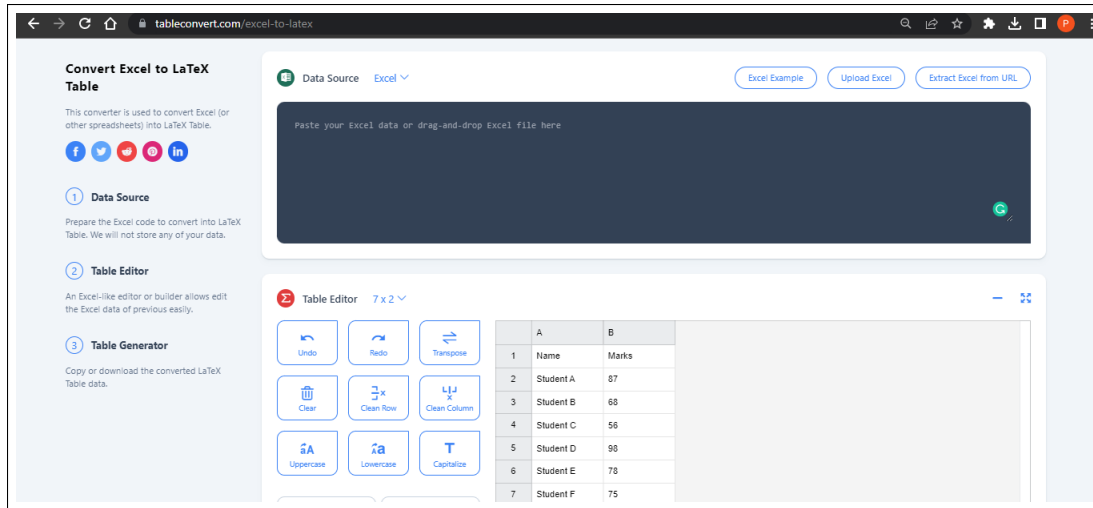 tableconvert.com/excel-to-latex
P
Convert Excel to LaTeX
Table
This converter is used to convert Excel (or
other spreadsheets) into LaTeX Table.
1 Data Source
Prepare the Excel code to convert into LaTeX
Table. We will not store any of your data.
2 Table Editor
An Excel-like editor or builder allows edit
the Excel data of previous easily.
3 Table Generator
Copy or download the converted LaTeX
Table data.
Data Source Excel
Excel Example Upload Excel Extract Excel from URL
Paste your Excel data or drag-and-drop Excel file here
Table Editor 7 x 2
Undo Redo Transpose
Clear Clean Row Clean Column
aA Aa T
Uppercase Lowercase Capitalize
A B
1 Name Marks
2 Student A 87
3 Student B 68
4 Student C 56
5 Student D 98
6 Student E 78
7 Student F 75